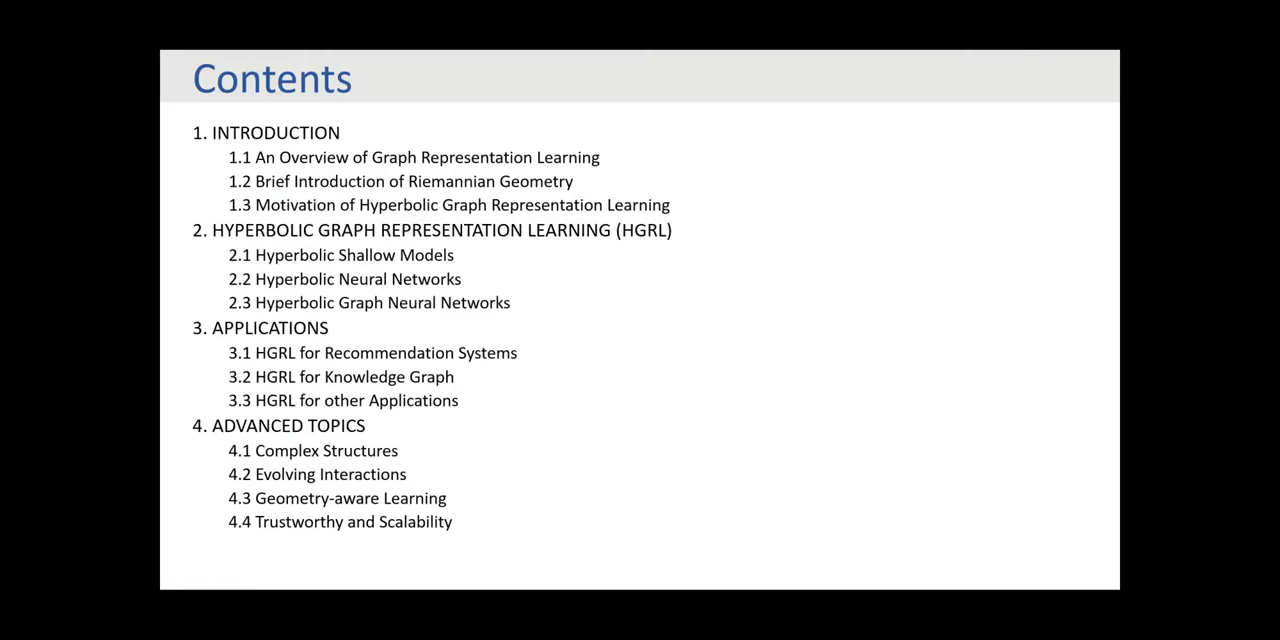 Contents
1. INTRODUCTION
1.1 An Overview of Graph Representation Learning
1.2 Brief Introduction of Riemannian Geometry
1.3 Motivation of Hyperbolic Graph Representation Learning
2. HYPERBOLIC GRAPH REPRESENTATION LEARNING (HGRL)
2.1 Hyperbolic Shallow Models
2.2 Hyperbolic Neural Networks
2.3 Hyperbolic Graph Neural Networks
3. APPLICATIONS
3.1 HGRL for Recommendation Systems
3.2 HGRL for Knowledge Graph
3.3 HGRL for other Applications
4. ADVANCED TOPICS
4.1 Complex Structures
4.2 Evolving Interactions
4.3 Geometry-aware Learning
4.4 Trustworthy and Scalability